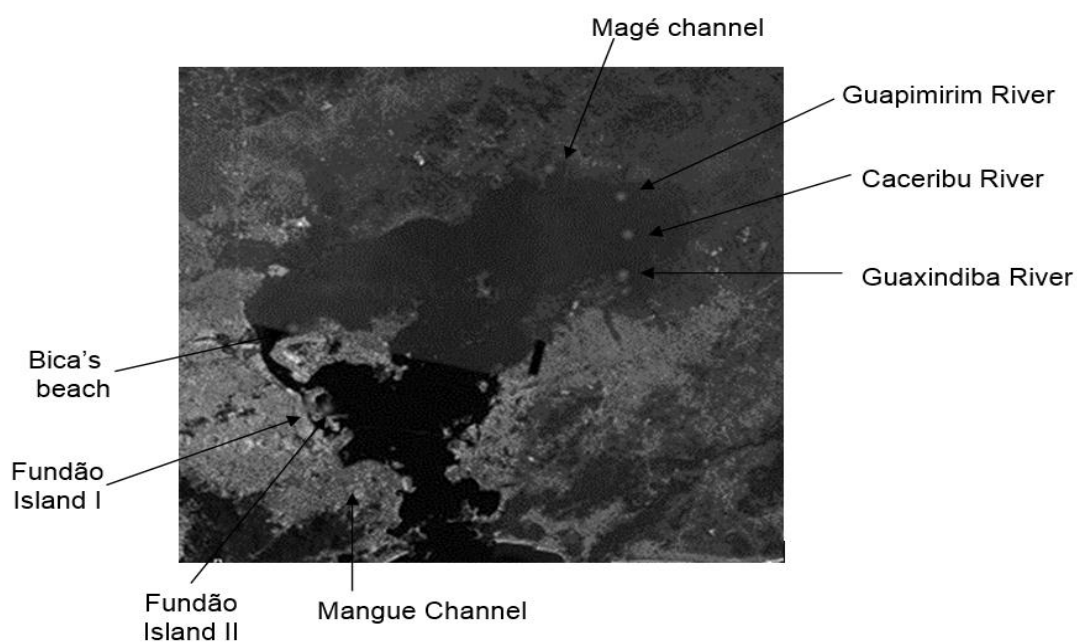 Magé channel
Guapimirim River
Caceribu River
Guaxindiba River
Bica's
beach
Fundão
Island I
Fundão
Island II
Mangue Channel